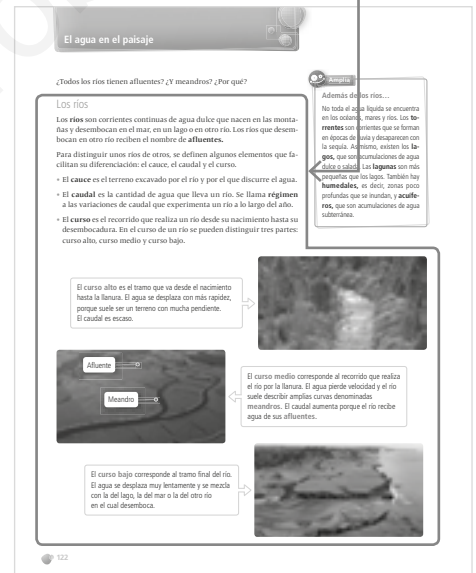 El agua en el paisaje
¿Todos los ríos tienen afluentes? ¿Y meandros? ¿Por qué?
Los ríos
Los ríos son corrientes continuas de agua dulce que nacen en las monta-
ñas y desembocan en el mar, en un lago o en otro río. Los ríos que desem-
bocan en otro río reciben el nombre de afluentes.
Para distinguir unos ríos de otros, se definen algunos elementos que fa-
cilitan su diferenciación: el cauce, el caudal y el curso.
• El cauce es el terreno excavado por el río y por el que discurre el agua.
• El caudal es la cantidad de agua que lleva un río. Se llama régimen
a las variaciones de caudal que experimenta un río a lo largo del año.
• El curso es el recorrido que realiza un río desde su nacimiento hasta su
desembocadura. En el curso de un río se pueden distinguir tres partes:
curso alto, curso medio y curso bajo.
Amplía
Además de los ríos...
No toda el agua líquida se encuentra
en los océanos, mares y ríos. Los to-
rrentes son corrientes que se forman
en épocas de lluvia y desaparecen con
la sequía. Asimismo, existen los la-
gos, que son acumulaciones de agua
dulce o salada. Las lagunas son más
pequeñas que los lagos. También hay
humedales, es decir, zonas poco
profundas que se inundan, y acuífe-
ros, que son acumulaciones de agua
subterránea.
El curso alto es el tramo que va desde el nacimiento
hasta la llanura. El agua se desplaza con más rapidez,
porque suele ser un terreno con mucha pendiente.
El caudal es escaso.
Afluente
Meandro
El curso medio corresponde al recorrido que realiza
el río por la llanura. El agua pierde velocidad y el río
suele describir amplias curvas denominadas
meandros. El caudal aumenta porque el río recibe
agua de sus afluentes.
El curso bajo corresponde al tramo final del río.
El agua se desplaza muy lentamente y se mezcla
con la del lago, la del mar o la del otro río
en el cual desemboca.
122